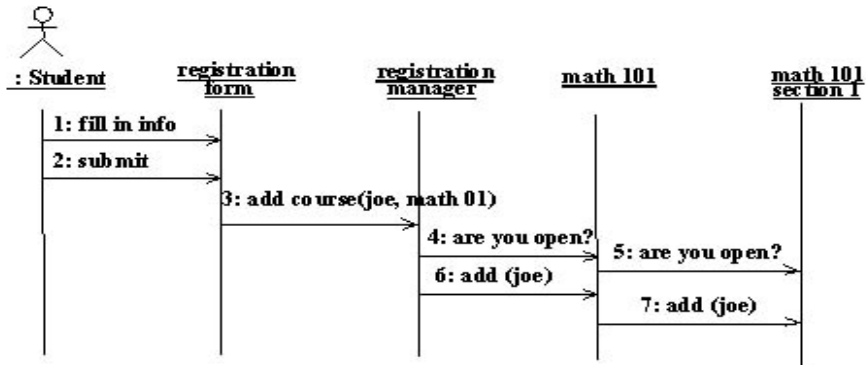 : Student
registration
form
registration
manager
math 101
math 101
section 1
1: fill in info
2: submit
3: add course(joe, math 01)
4: are you open?
5: are you open?
6: add (joe)
7: add (joe)